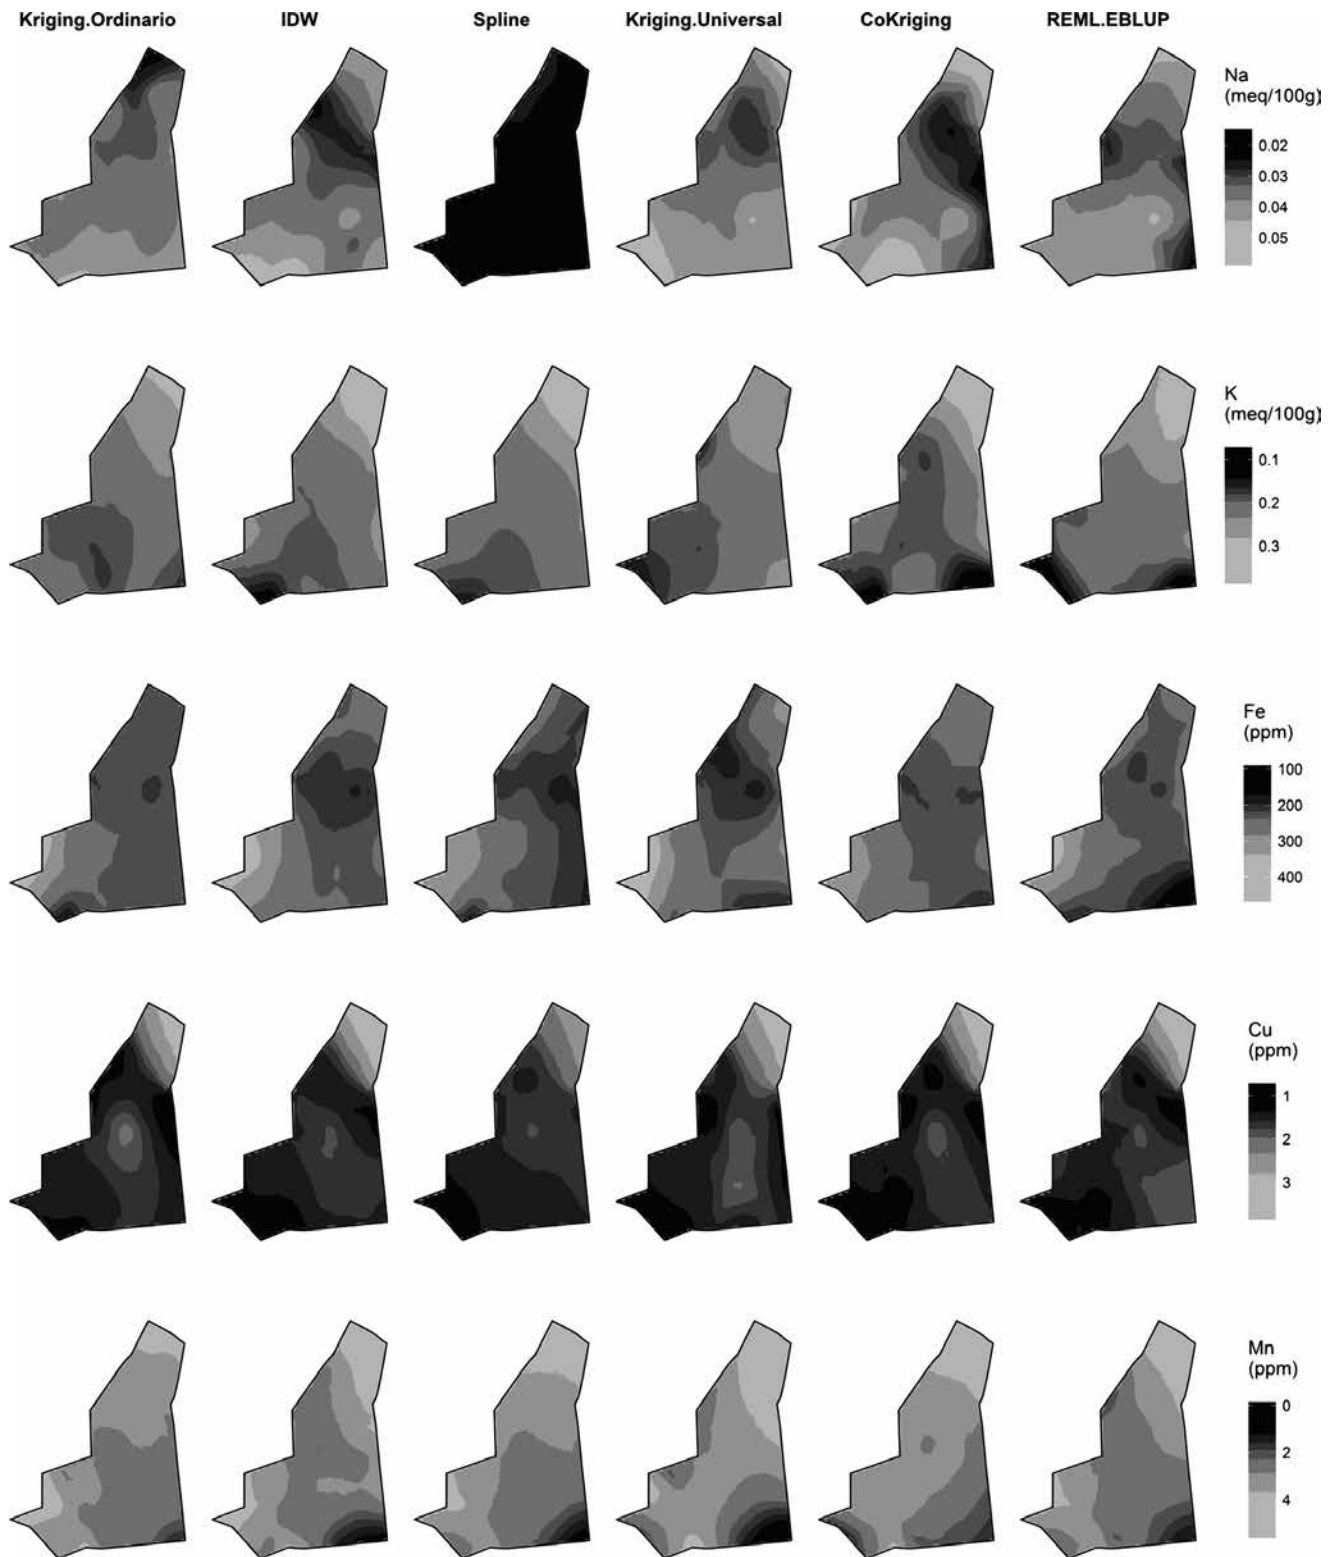 Kriging.Ordinario IDW Spline Kriging.Universal CoKriging REML.EBLUP
Na
(meq/100g)
0.02
0.03
0.04
0.05
K
(meq/100g)
0.1
0.2
0.3
Fe
(ppm)
100
200
300
400
Cu
(ppm)
1
2
3
Mn
(ppm)
0
2
4